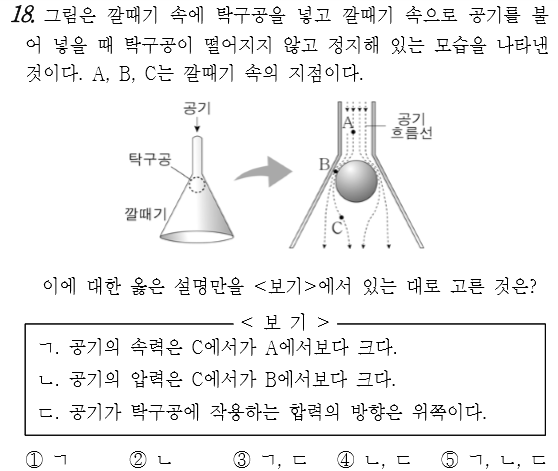 18. 그림은 깔때기 속에 탁구공을 넣고 깔때기 속으로 공기를 불
어 넣을 때 탁구공이 떨어지지 않고 정지해 있는 모습을 나타낸
것이다. A, B, C는 깔때기 속의 지점이다.
공기
탁구공
깔때기
A
공기
흐름선
B
C
이에 대한 옳은 설명만을 <보기>에서 있는 대로 고른 것은?
< 보 기 >
ㄱ. 공기의 속력은 C에서가 A에서보다 크다.
ㄴ. 공기의 압력은 C에서가 B에서보다 크다.
ㄷ. 공기가 탁구공에 작용하는 합력의 방향은 위쪽이다.
① ㄱ ② ㄴ ③ ㄱ, ㄷ ④ ㄴ, ㄷ ⑤ ㄱ, ㄴ, ㄷ